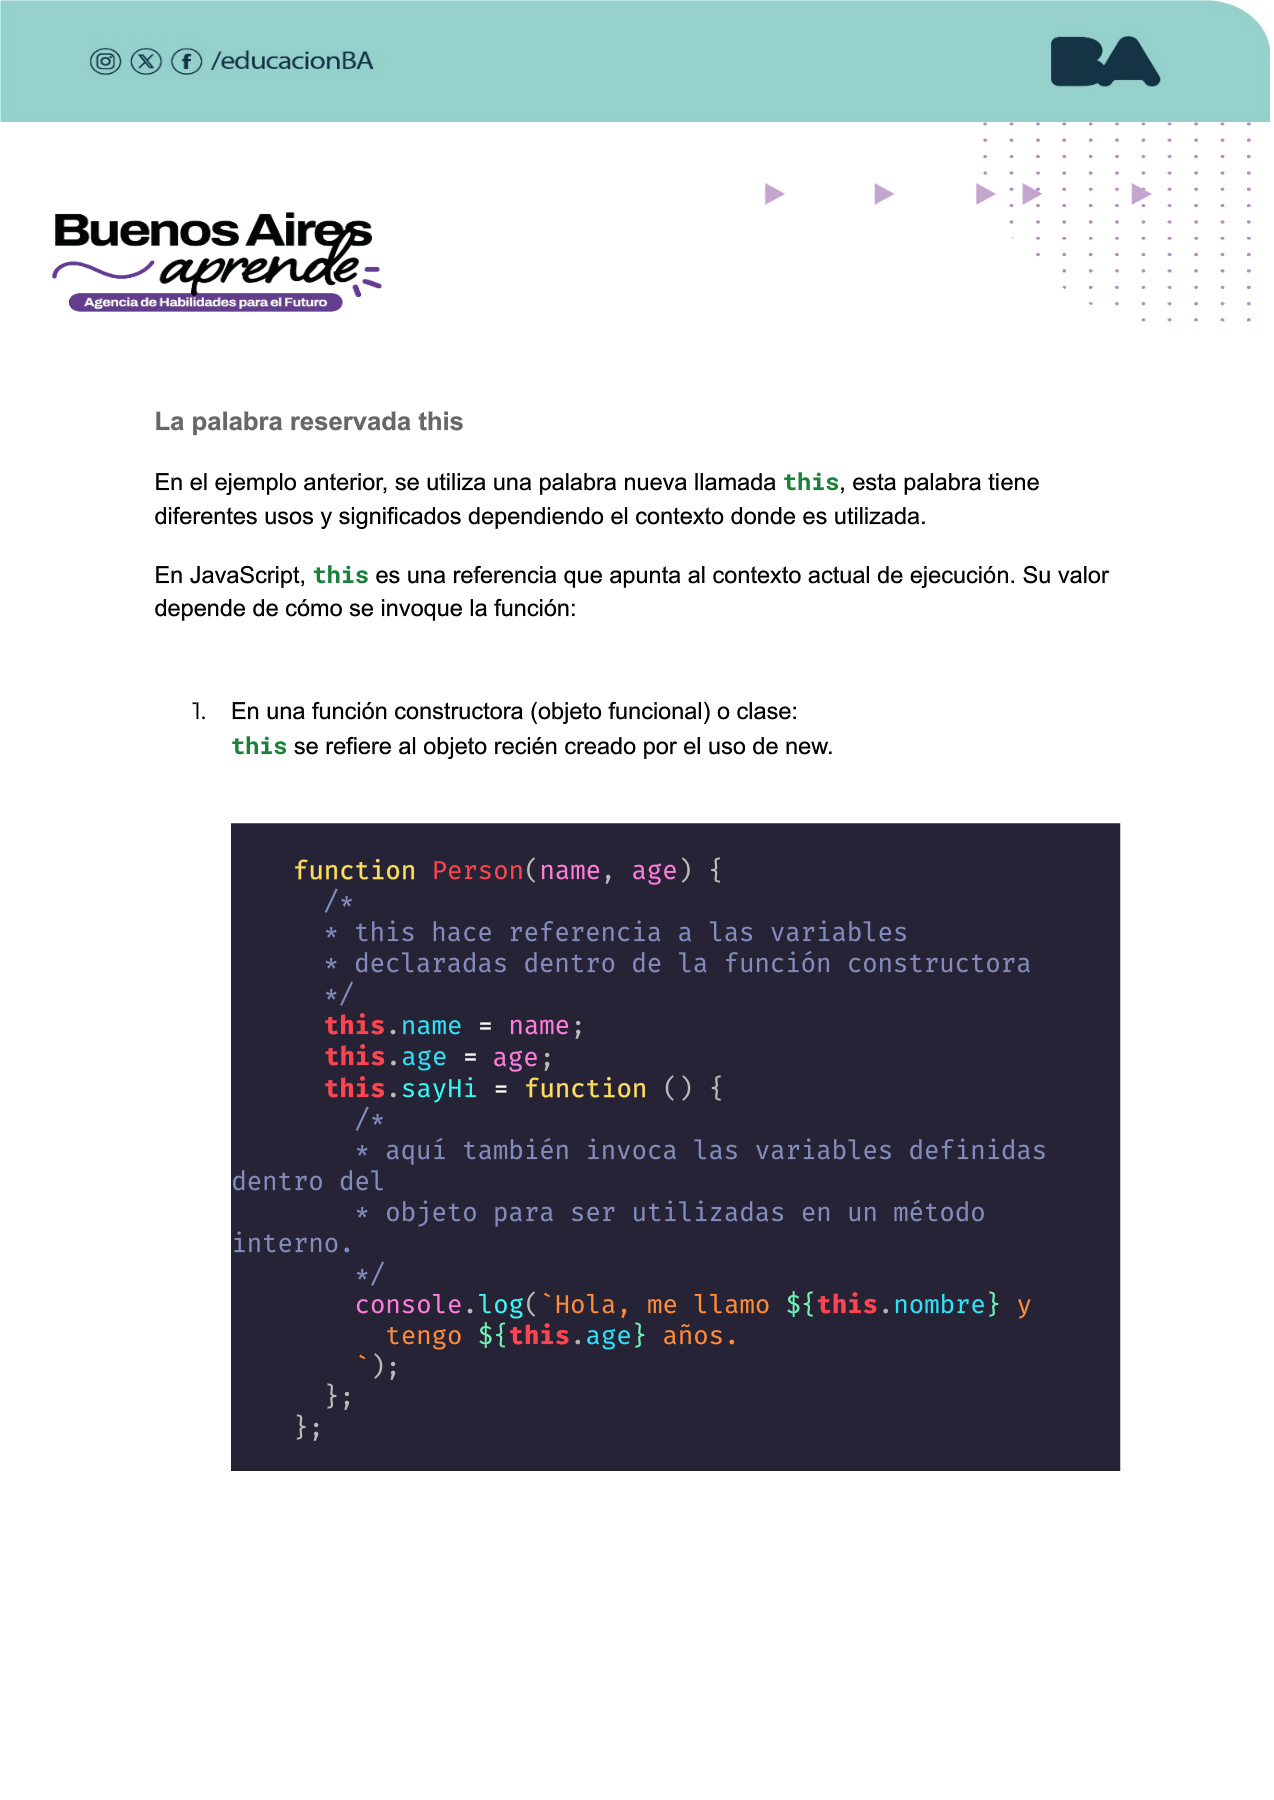 /educacionBA
BA
Buenos Aires
aprende
Agencia de Habilidades para el Futuro
La palabra reservada this
En el ejemplo anterior, se utiliza una palabra nueva llamada this, esta palabra tiene
diferentes usos y significados dependiendo el contexto donde es utilizada.
En JavaScript, this es una referencia que apunta al contexto actual de ejecución. Su valor
depende de cómo se invoque la función:
1. En una función constructora (objeto funcional) o clase:
this se refiere al objeto recién creado por el uso de new.
function Person(name, age) {
/*
* this hace referencia a las variables
* declaradas dentro de la función constructora
*/
this.name = name;
this.age = age;
this.sayHi = function () {
/*
* aquí también invoca las variables definidas
dentro del
* objeto para ser utilizadas en un método
interno.
*/
console.log(`Hola, me llamo ${this.nombre} y
tengo ${this.age} años.
`);
};
};